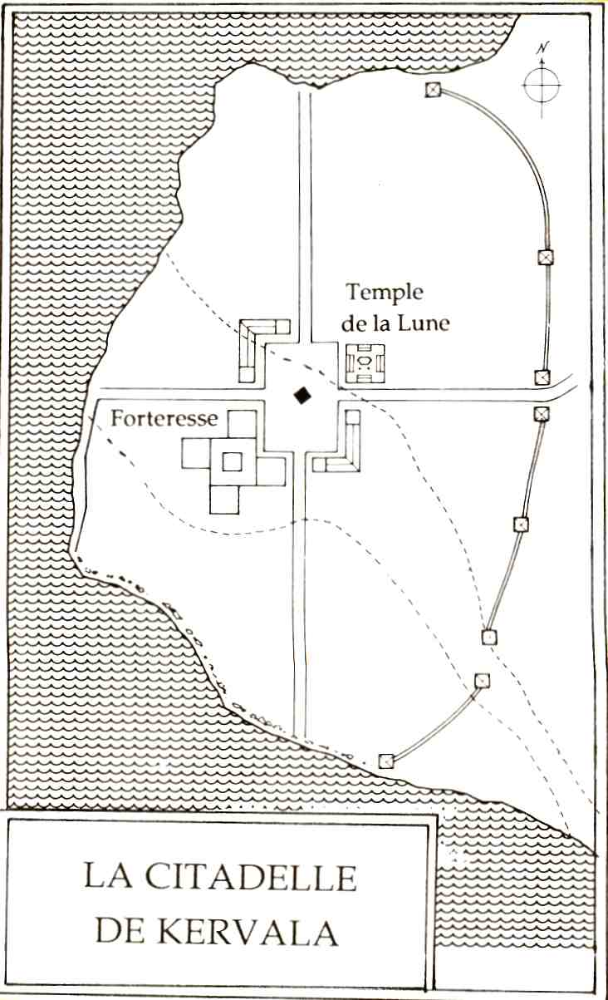 N
Temple
de la Lune
Forteresse
LA CITADELLE
DE KERVALA